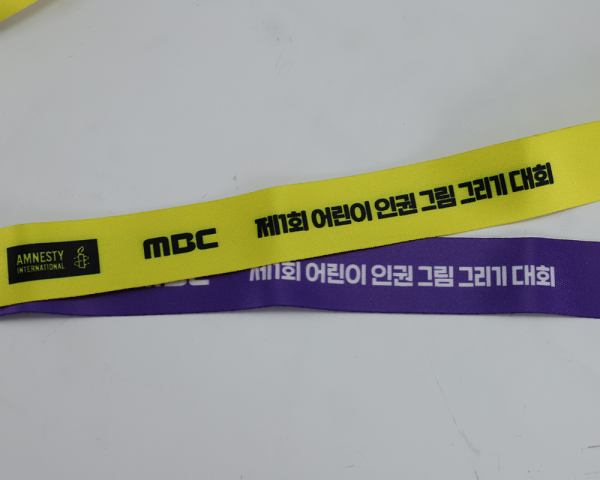 AMNESTY
INTERNATIONAL
MBC 제1회 어린이 인권 그림 그리기 대회
MBC 제1회 어린이 인권 그림 그리기 대회